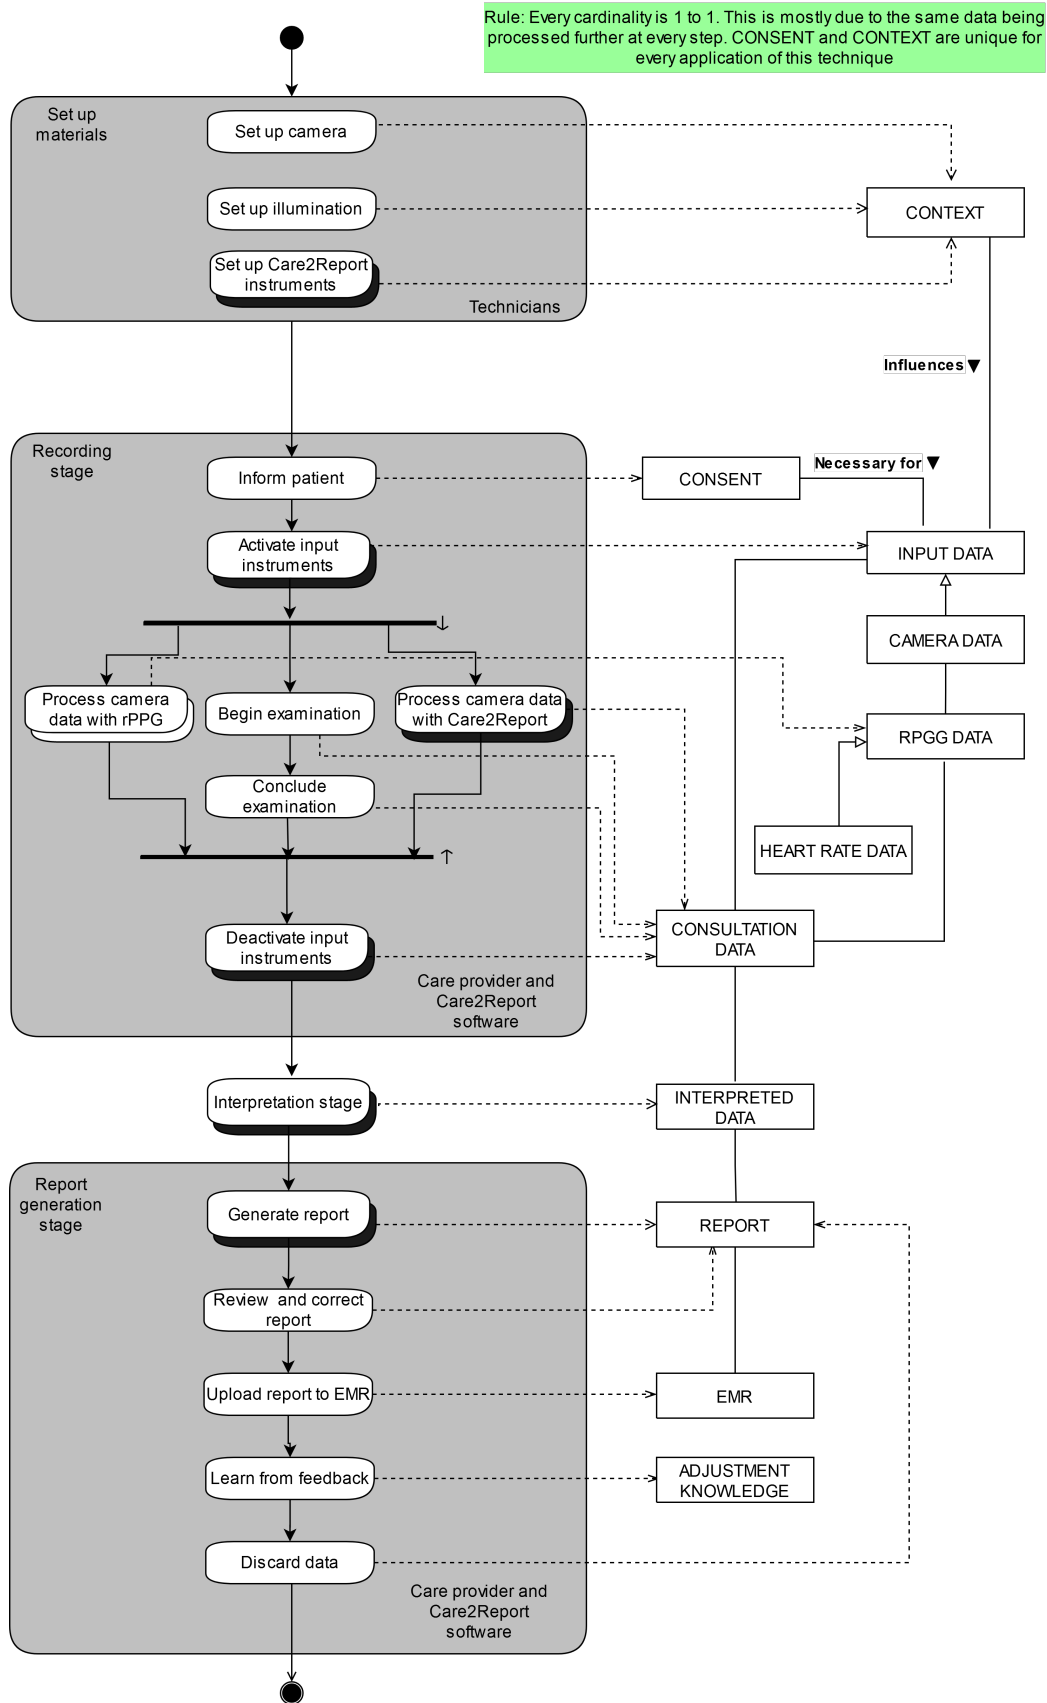 Rule: Every cardinality is 1 to 1. This is mostly due to the same data being
processed further at every step. CONSENT and CONTEXT are unique for
every application of this technique
Set up
materials
Set up camera
Set up illumination
CONTEXT
Set up Care2Report
instruments
Technicians
Influences
Recording
stage
Inform patient
CONSENT
Necessary for
Activate input
instruments
INPUT DATA
CAMERA DATA
Process camera
data with rPPG
Begin examination
Process camera data
with Care2Report
RPGG DATA
Conclude
examination
HEART RATE DATA
Deactivate input
instruments
CONSULTATION
DATA
Care provider and
Care2Report
software
Interpretation stage
INTERPRETED
DATA
Report
generation
stage
Generate report
REPORT
Review and correct
report
Upload report to EMR
EMR
Learn from feedback
ADJUSTMENT
KNOWLEDGE
Discard data
Care provider and
Care2Report
software